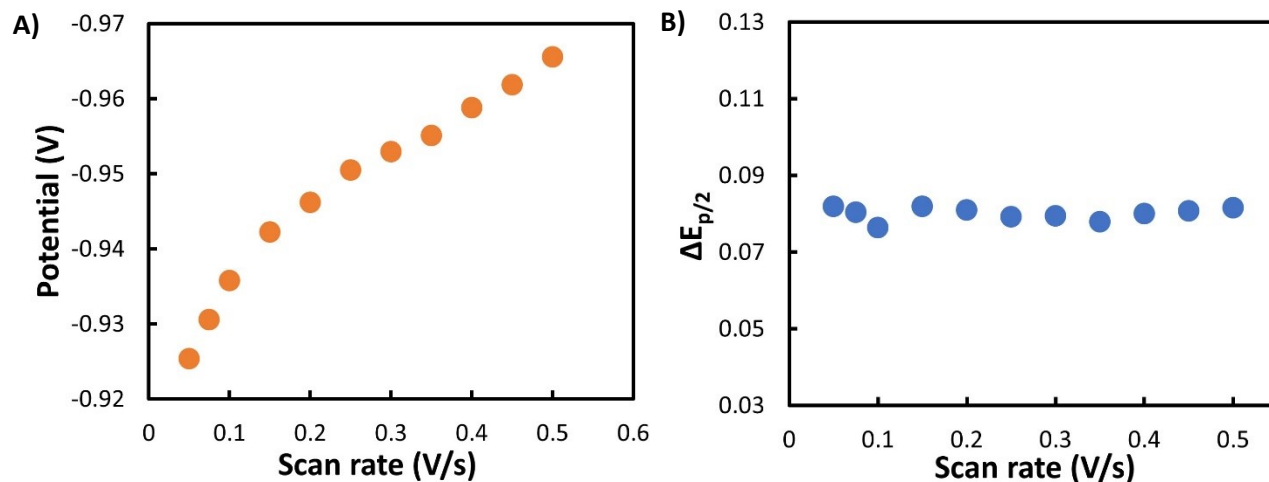 A)
-0.97
-0.96
-0.95
-0.94
-0.93
-0.92
Potential (V)
0 0.1 0.2 0.3 0.4 0.5 0.6
Scan rate (V/s)
B)
0.13
0.11
0.09
0.07
0.05
0.03
ΔEp/2
0 0.1 0.2 0.3 0.4 0.5
Scan rate (V/s)